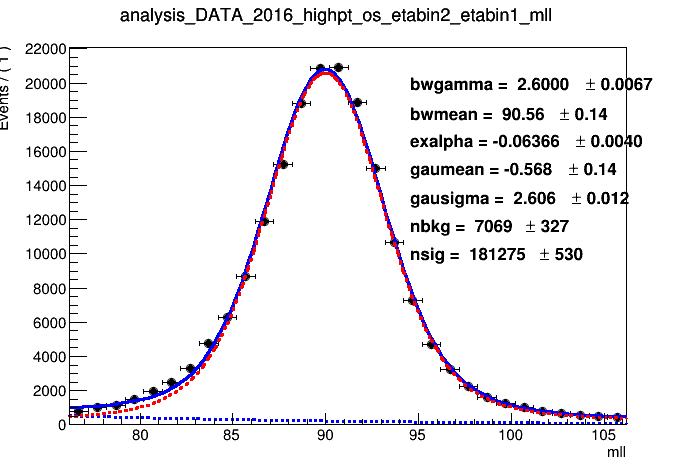 analysis_DATA_2016_highpt_os_etabin2_etabin1_mll
Events / ( 1 )
22000
20000
18000
16000
14000
12000
10000
8000
6000
4000
2000
0
bwgamma = 2.6000 ± 0.0067
bwmean = 90.56 ± 0.14
exalpha = -0.06366 ± 0.0040
gaumean = -0.568 ± 0.14
gausigma = 2.606 ± 0.012
nbkg = 7069 ± 327
nsig = 181275 ± 530
80 85 90 95 100 105
mll